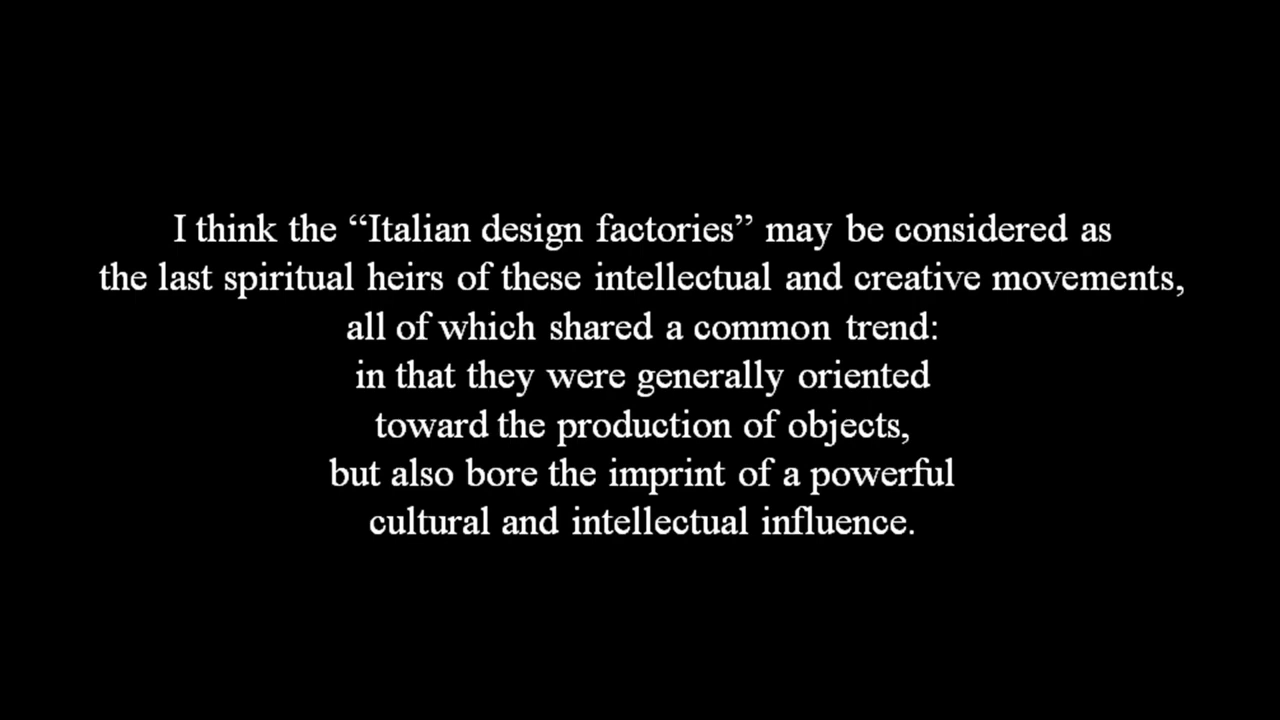 I think the “Italian design factories” may be considered as
the last spiritual heirs of these intellectual and creative movements,
all of which shared a common trend:
in that they were generally oriented
toward the production of objects,
but also bore the imprint of a powerful
cultural and intellectual influence.